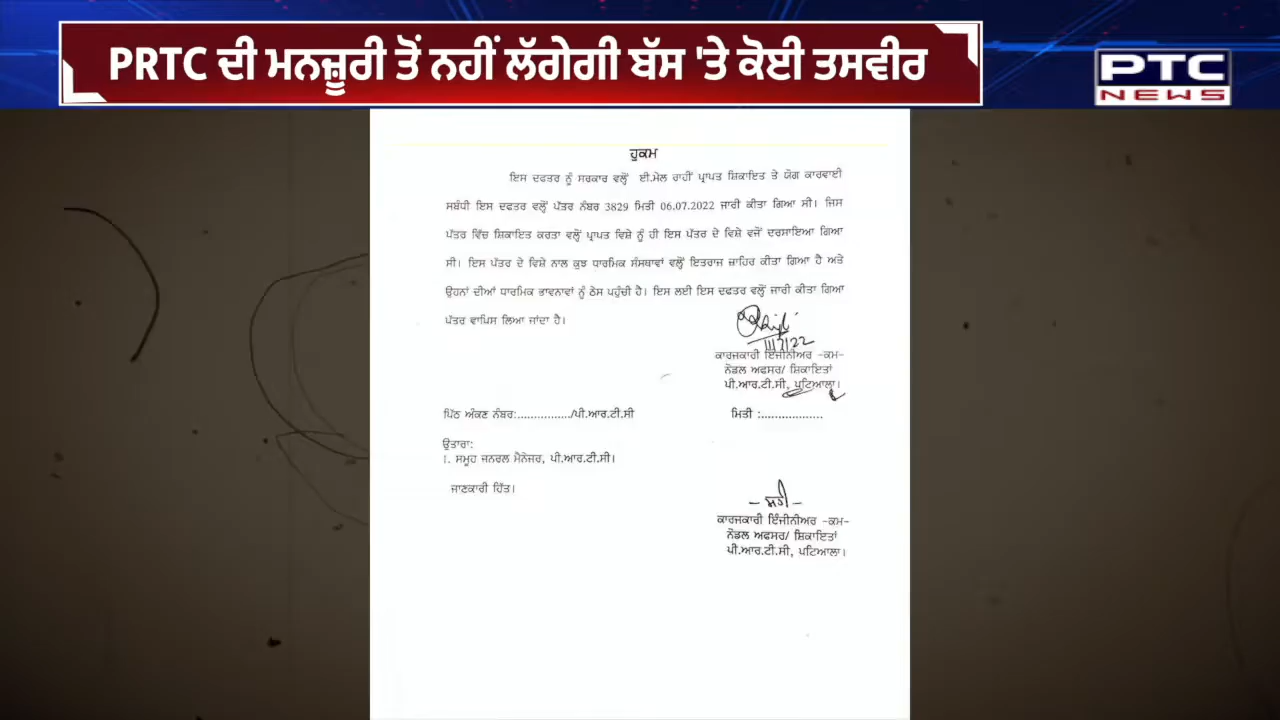 PRTC ਦੀ ਮਨਜ਼ੂਰੀ ਤੋਂ ਨਹੀਂ ਲੱਗੇਗੀ ਬੱਸ 'ਤੇ ਕੋਈ ਤਸਵੀਰ
PTC
NEWS
ਹੁਕਮ
ਇਸ ਦਫਤਰ ਨੂੰ ਸਰਕਾਰ ਵਲ੍ਹੋਂ ਈ.ਮੇਲ ਰਾਹੀਂ ਪ੍ਰਾਪਤ ਸ਼ਿਕਾਇਤ ਤੇ ਯੋਗ ਕਾਰਵਾਈ
ਸਬੰਧੀ ਇਸ ਦਫਤਰ ਵਲ੍ਹੋਂ ਪੱਤਰ ਨੰਬਰ 3829 ਮਿਤੀ 06.07.2022 ਜਾਰੀ ਕੀਤਾ ਗਿਆ ਸੀ। ਜਿਸ
ਪੱਤਰ ਵਿੱਚ ਸ਼ਿਕਾਇਤ ਕਰਤਾ ਵਲ੍ਹੋਂ ਪ੍ਰਾਪਤ ਵਿਸ਼ੇ ਨੂੰ ਹੀ ਇਸ ਪੱਤਰ ਦੇ ਵਿਸ਼ੇ ਵਜੋਂ ਦਰਸਾਇਆ ਗਿਆ
ਸੀ। ਇਸ ਪੱਤਰ ਦੇ ਵਿਸ਼ੇ ਨਾਲ ਕੁਝ ਧਾਰਮਿਕ ਸੰਸਥਾਵਾਂ ਵਲ੍ਹੋਂ ਇਤਰਾਜ ਜ਼ਾਹਿਰ ਕੀਤਾ ਗਿਆ ਹੈ ਅਤੇ
ਉਹਨਾਂ ਦੀਆਂ ਧਾਰਮਿਕ ਭਾਵਨਾਵਾਂ ਨੂੰ ਠੇਸ ਪਹੁੰਚੀ ਹੈ। ਇਸ ਲਈ ਇਸ ਦਫਤਰ ਵਲ੍ਹੋਂ ਜਾਰੀ ਕੀਤਾ ਗਿਆ
ਪੱਤਰ ਵਾਪਿਸ ਲਿਆ ਜਾਂਦਾ ਹੈ।
11/7/22
ਕਾਰਜਕਾਰੀ ਇੰਜੀਨੀਅਰ -ਕਮ-
ਨੋਡਲ ਅਫਸਰ/ ਸ਼ਿਕਾਇਤਾਂ
ਪੀ.ਆਰ.ਟੀ.ਸੀ, ਪਟਿਆਲਾ।
ਪਿੱਠ ਅੰਕਣ ਨੰਬਰ:................/ਪੀ.ਆਰ.ਟੀ.ਸੀ ਮਿਤੀ :..................
ਉਤਾਰਾ:
1. ਸਮੂਹ ਜਨਰਲ ਮੈਨੇਜਰ, ਪੀ.ਆਰ.ਟੀ.ਸੀ।
ਜਾਣਕਾਰੀ ਹਿੱਤ।
-ਸਹੀ-
ਕਾਰਜਕਾਰੀ ਇੰਜੀਨੀਅਰ -ਕਮ-
ਨੋਡਲ ਅਫਸਰ/ ਸ਼ਿਕਾਇਤਾਂ
ਪੀ.ਆਰ.ਟੀ.ਸੀ, ਪਟਿਆਲਾ।